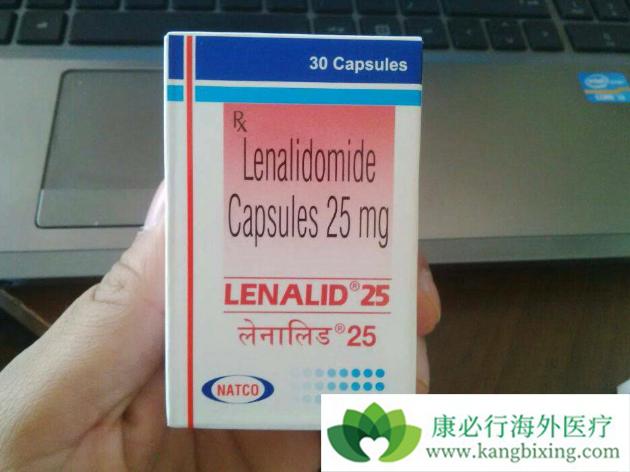 30 Capsules
Rx
Lenalidomide
Capsules 25 mg
LENALID® 25
लेनालिड® 25
NATCO
康必行海外医疗
www.kangbixing.com